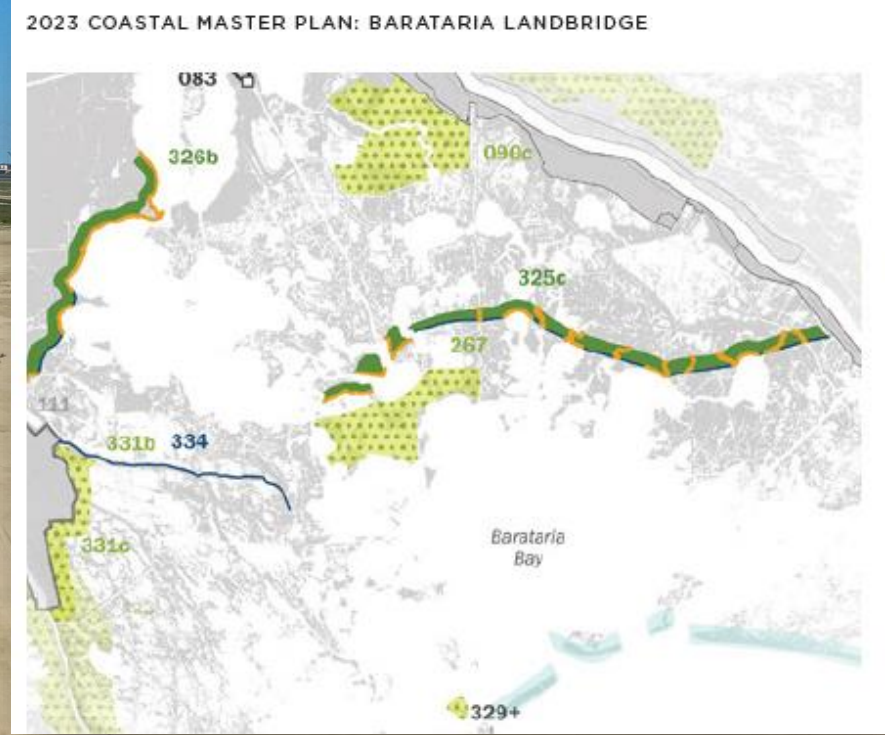 2023 COASTAL MASTER PLAN: BARATARIA LANDBRIDGE
083
326b
090c
325c
267
111
331b 334
331c
Barataria
Bay
329+